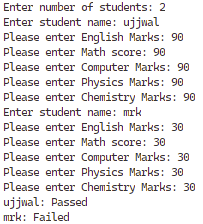 Enter number of students: 2
Enter student name: ujjwal
Please enter English Marks: 90
Please enter Math score: 90
Please enter Computer Marks: 90
Please enter Physics Marks: 90
Please enter Chemistry Marks: 90
Enter student name: mrk
Please enter English Marks: 30
Please enter Math score: 30
Please enter Computer Marks: 30
Please enter Physics Marks: 30
Please enter Chemistry Marks: 30
ujjwal: Passed
mrk: Failed